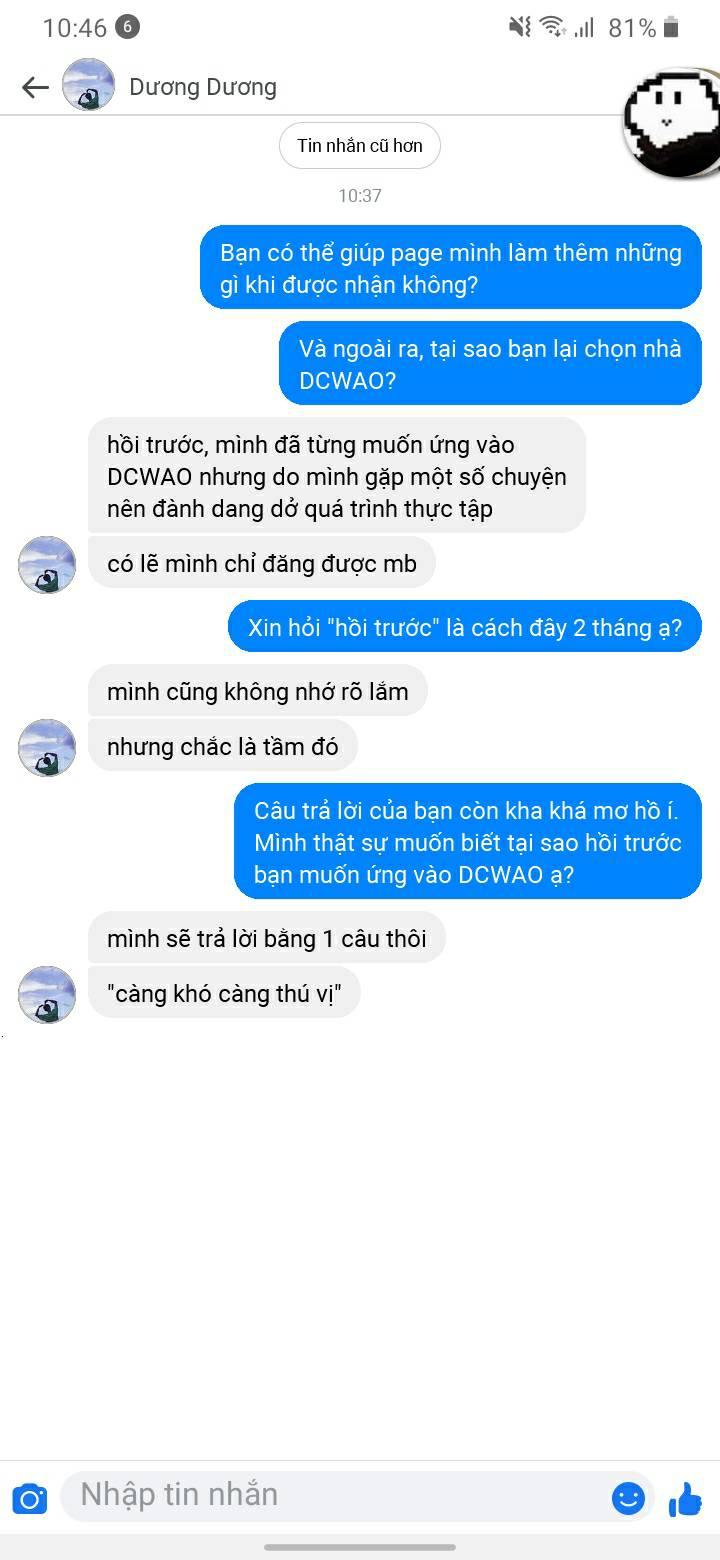 10:46 6 81%
Dương Dương
Tin nhắn cũ hơn
10:37
Bạn có thể giúp page mình làm thêm những
gì khi được nhận không?
Và ngoài ra, tại sao bạn lại chọn nhà
DCWAO?
hồi trước, mình đã từng muốn ứng vào
DCWAO nhưng do mình gặp một số chuyện
nên đành dang dở quá trình thực tập
có lẽ mình chỉ đăng được mb
Xin hỏi "hồi trước" là cách đây 2 tháng ạ?
mình cũng không nhớ rõ lắm
nhưng chắc là tầm đó
Câu trả lời của bạn còn kha khá mơ hồ í.
Mình thật sự muốn biết tại sao hồi trước
bạn muốn ứng vào DCWAO ạ?
mình sẽ trả lời bằng 1 câu thôi
"càng khó càng thú vị"
Nhập tin nhắn